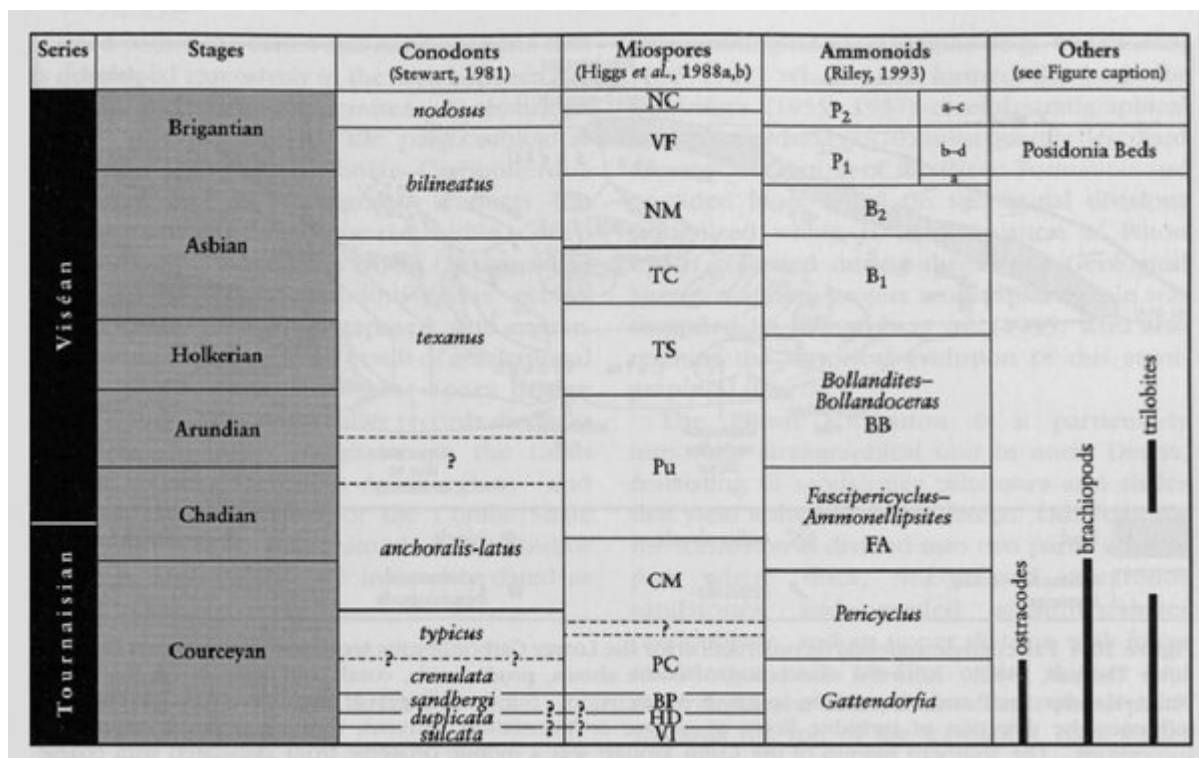 Series
Stages
Conodonts
(Stewart, 1981)
Miospores
(Higgs et al., 1988a,b)
Ammonoids
(Riley, 1993)
Others
(see Figure caption)
Viséan
Tournaisian
Brigantian
Asbian
Holkerian
Arundian
Chadian
Courceyan
nodosus
bilineatus
texanus
?
anchoralis-latus
typicus
? ?
crenulata
sandbergi
duplicata
sulcata
? ?
? ?
NC
VF
NM
TC
TS
Pu
CM
?
PC
BP
HD
VI
P2
a–c
P1
b–d
a
B2
B1
Bollandites–
Bollandoceras
BB
Fascipericyclus–
Ammonellipsites
FA
Pericyclus
Gattendorfia
Posidonia Beds
ostracodes
brachiopods
trilobites